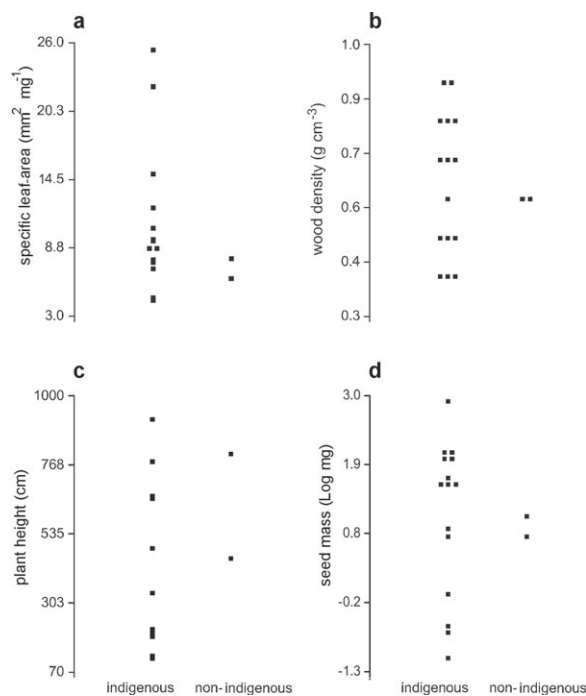 a
specific leaf-area (mm² mg⁻¹)
26.0
20.3
14.5
8.8
3.0
b
wood density (g cm⁻³)
1.0
0.9
0.7
0.6
0.4
0.3
c
plant height (cm)
1000
768
535
303
70
indigenous
non-indigenous
d
seed mass (Log mg)
3.0
1.9
0.8
-0.2
-1.3
indigenous
non-indigenous